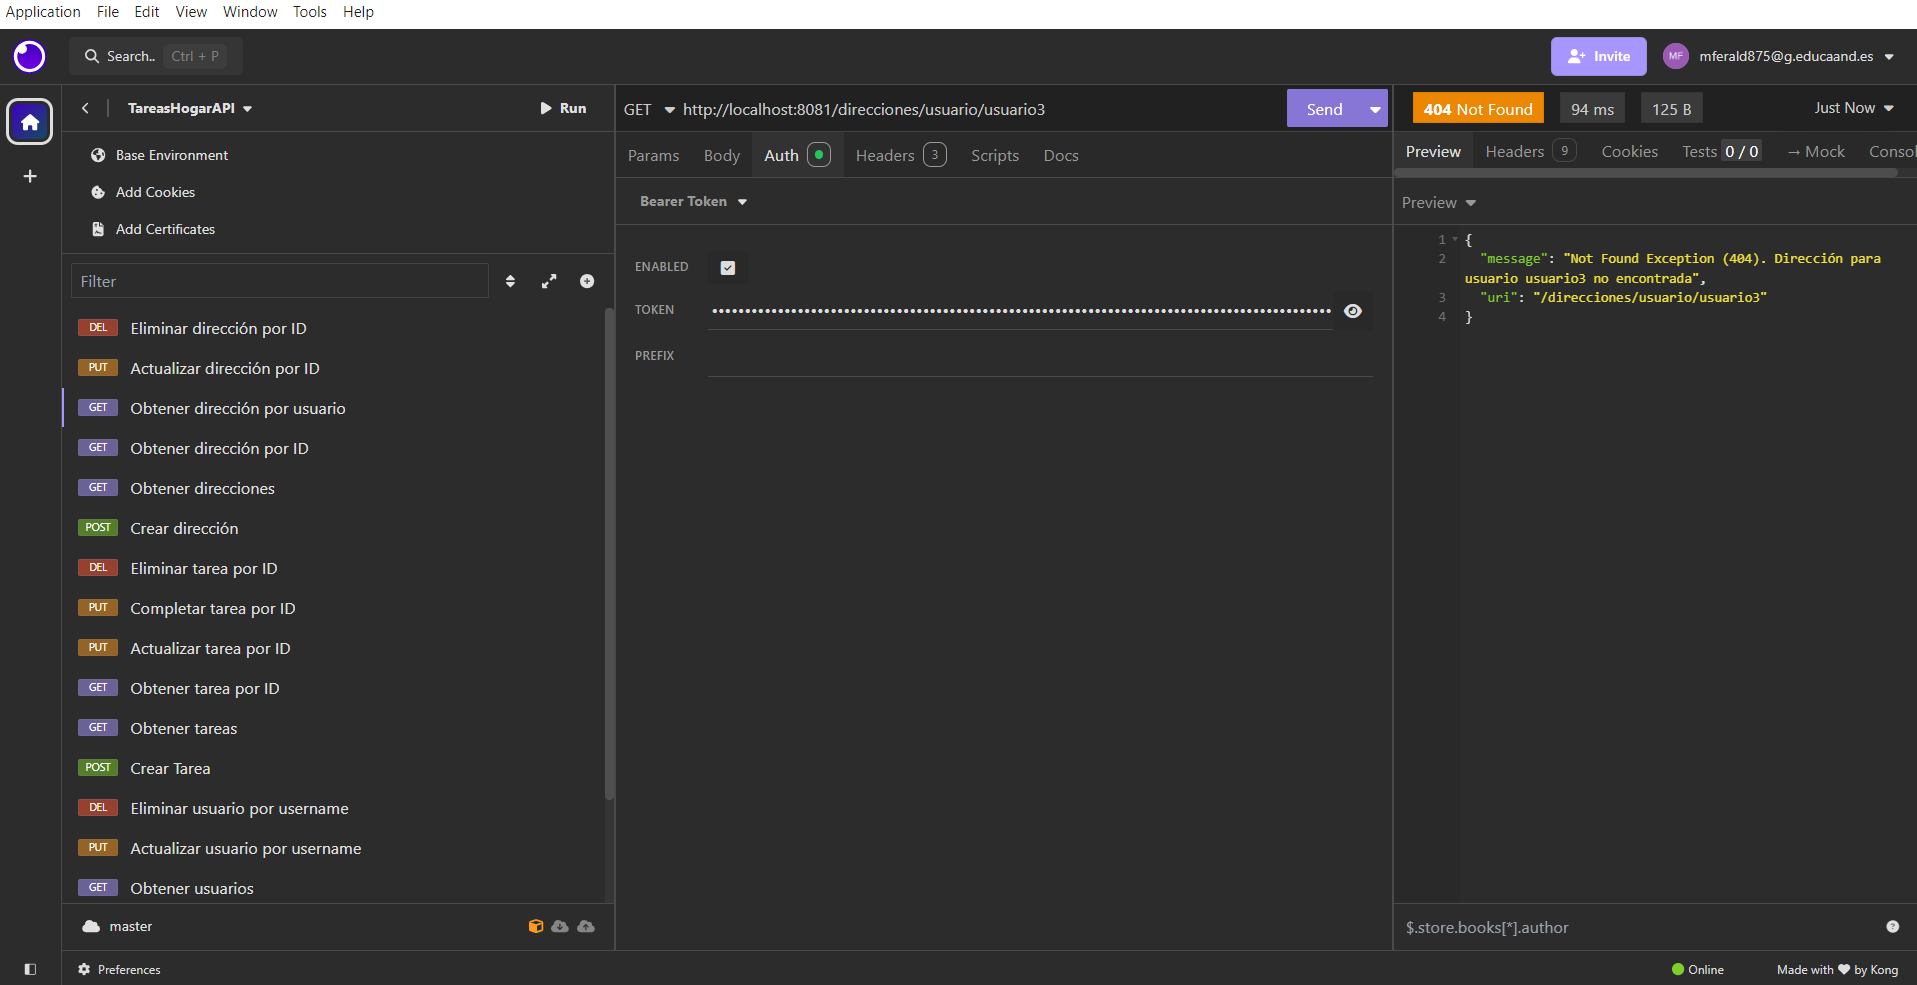 Application File Edit View Window Tools Help
Search.. Ctrl + P
Invite
MF mferald875@g.educaand.es
TareasHogarAPI
Run
Base Environment
Add Cookies
Add Certificates
Filter
DEL Eliminar dirección por ID
PUT Actualizar dirección por ID
GET Obtener dirección por usuario
GET Obtener dirección por ID
GET Obtener direcciones
POST Crear dirección
DEL Eliminar tarea por ID
PUT Completar tarea por ID
PUT Actualizar tarea por ID
GET Obtener tarea por ID
GET Obtener tareas
POST Crear Tarea
DEL Eliminar usuario por username
PUT Actualizar usuario por username
GET Obtener usuarios
master
Preferences
GET http://localhost:8081/direcciones/usuario/usuario3
Send
Params Body Auth Headers 3 Scripts Docs
Bearer Token
ENABLED
TOKEN
PREFIX
404 Not Found 94 ms 125 B Just Now
Preview Headers 9 Cookies Tests 0 / 0 → Mock Consol
Preview
1 {
2 "message": "Not Found Exception (404). Dirección para
usuario usuario3 no encontrada",
3 "uri": "/direcciones/usuario/usuario3"
4 }
$.store.books[*].author
Online
Made with ❤ by Kong